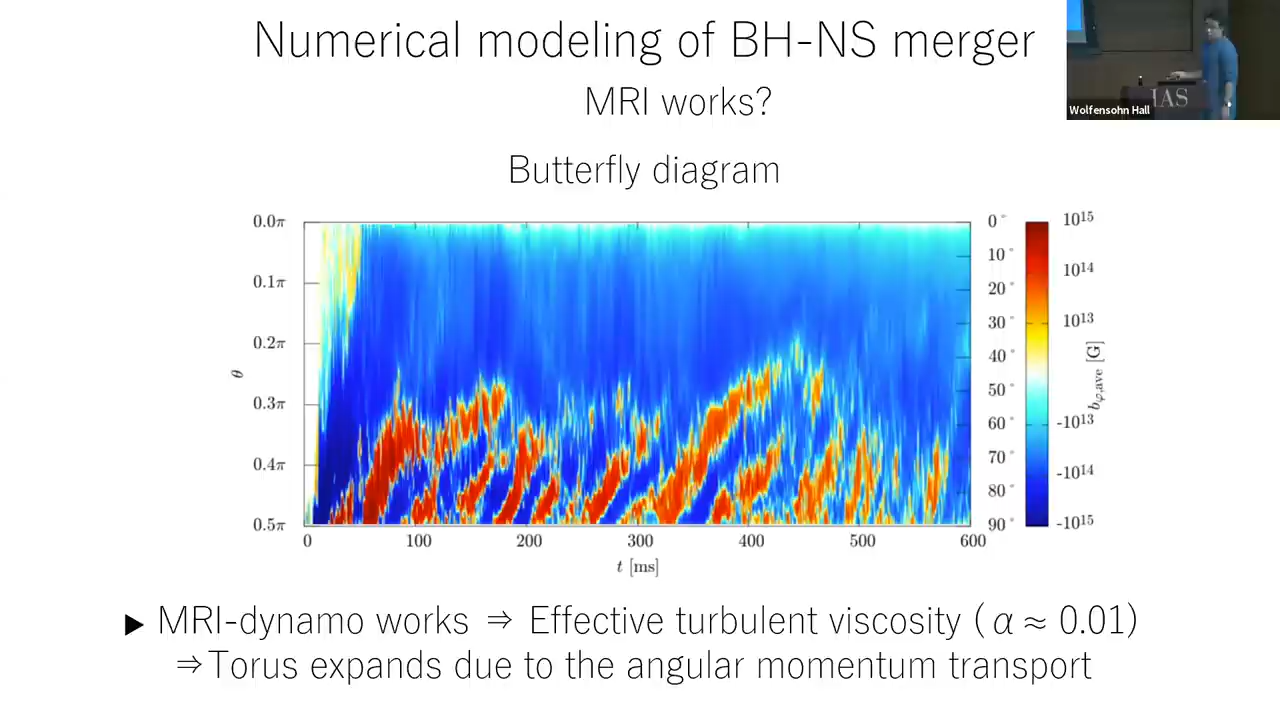 Numerical modeling of BH-NS merger
MRI works?
IAS
Wolfensohn Hall
Butterfly diagram
0.0π
0.1π
0.2π
0.3π
0.4π
0.5π
θ
0 100 200 300 400 500 600
t [ms]
0°
10°
20°
30°
40°
50°
60°
70°
80°
90°
10¹⁵
10¹⁴
10¹³
-10¹³
-10¹⁴
-10¹⁵
b_φ,ave [G]
▶ MRI-dynamo works ⇒ Effective turbulent viscosity (α ≈ 0.01)
⇒Torus expands due to the angular momentum transport